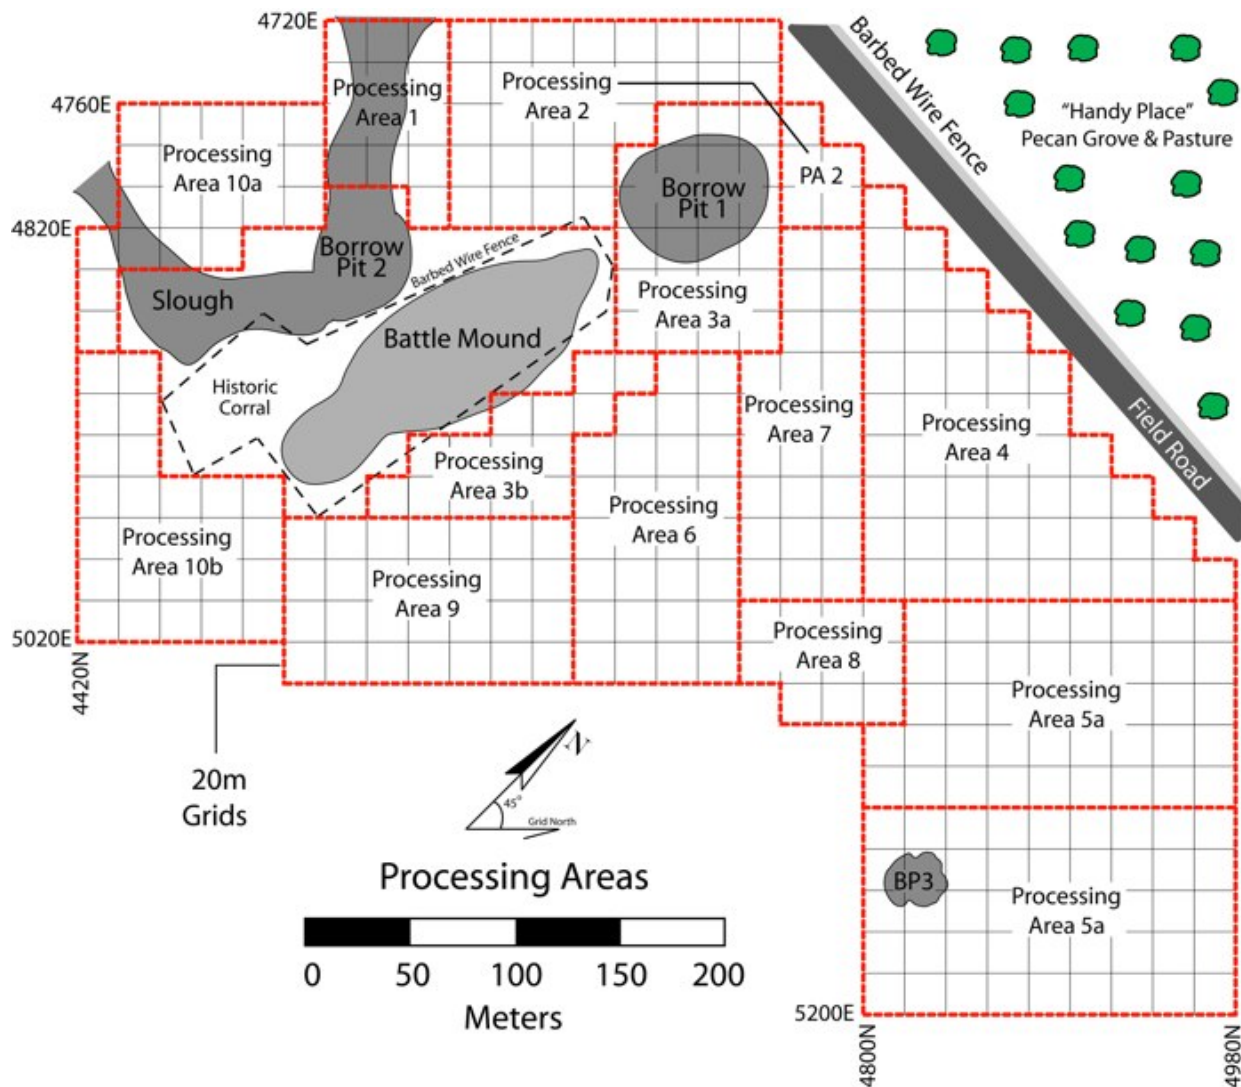 4720E
4760E
4820E
5020E
4420N
Processing
Area 1
Processing
Area 2
PA 2
Processing
Area 10a
Borrow
Pit 1
Borrow
Pit 2
Barbed Wire Fence
Slough
Battle Mound
Historic
Corral
Processing
Area 3a
Processing
Area 3b
Processing
Area 7
Processing
Area 4
Processing
Area 6
Processing
Area 10b
Processing
Area 9
Processing
Area 8
Processing
Area 5a
Processing
Area 5a
BP3
Barbed Wire Fence
Field Road
"Handy Place"
Pecan Grove & Pasture
20m
Grids
N
45°
Grid North
Processing Areas
0 50 100 150 200
Meters
5200E
4800N
4980N